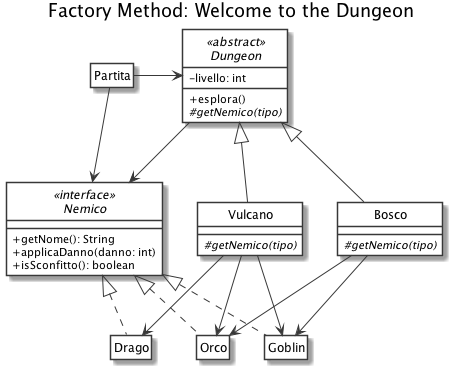 Factory Method: Welcome to the Dungeon
«abstract»
Dungeon
-livello: int
+esplora()
#getNemico(tipo)
Partita
«interface»
Nemico
+getNome(): String
+applicaDanno(danno: int)
+isSconfitto(): boolean
Vulcano
#getNemico(tipo)
Bosco
#getNemico(tipo)
Drago
Orco
Goblin